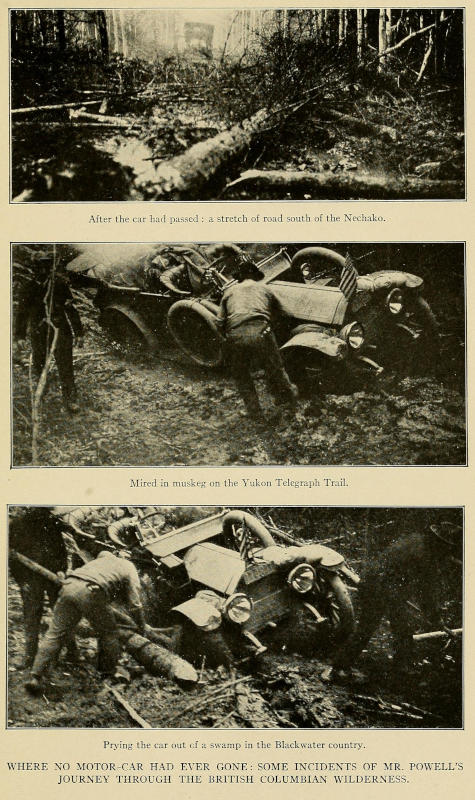 After the car had passed : a stretch of road south of the Nechako.
Mired in muskeg on the Yukon Telegraph Trail.
Prying the car out of a swamp in the Blackwater country.
WHERE NO MOTOR-CAR HAD EVER GONE: SOME INCIDENTS OF MR. POWELL'S
JOURNEY THROUGH THE BRITISH COLUMBIAN WILDERNESS.